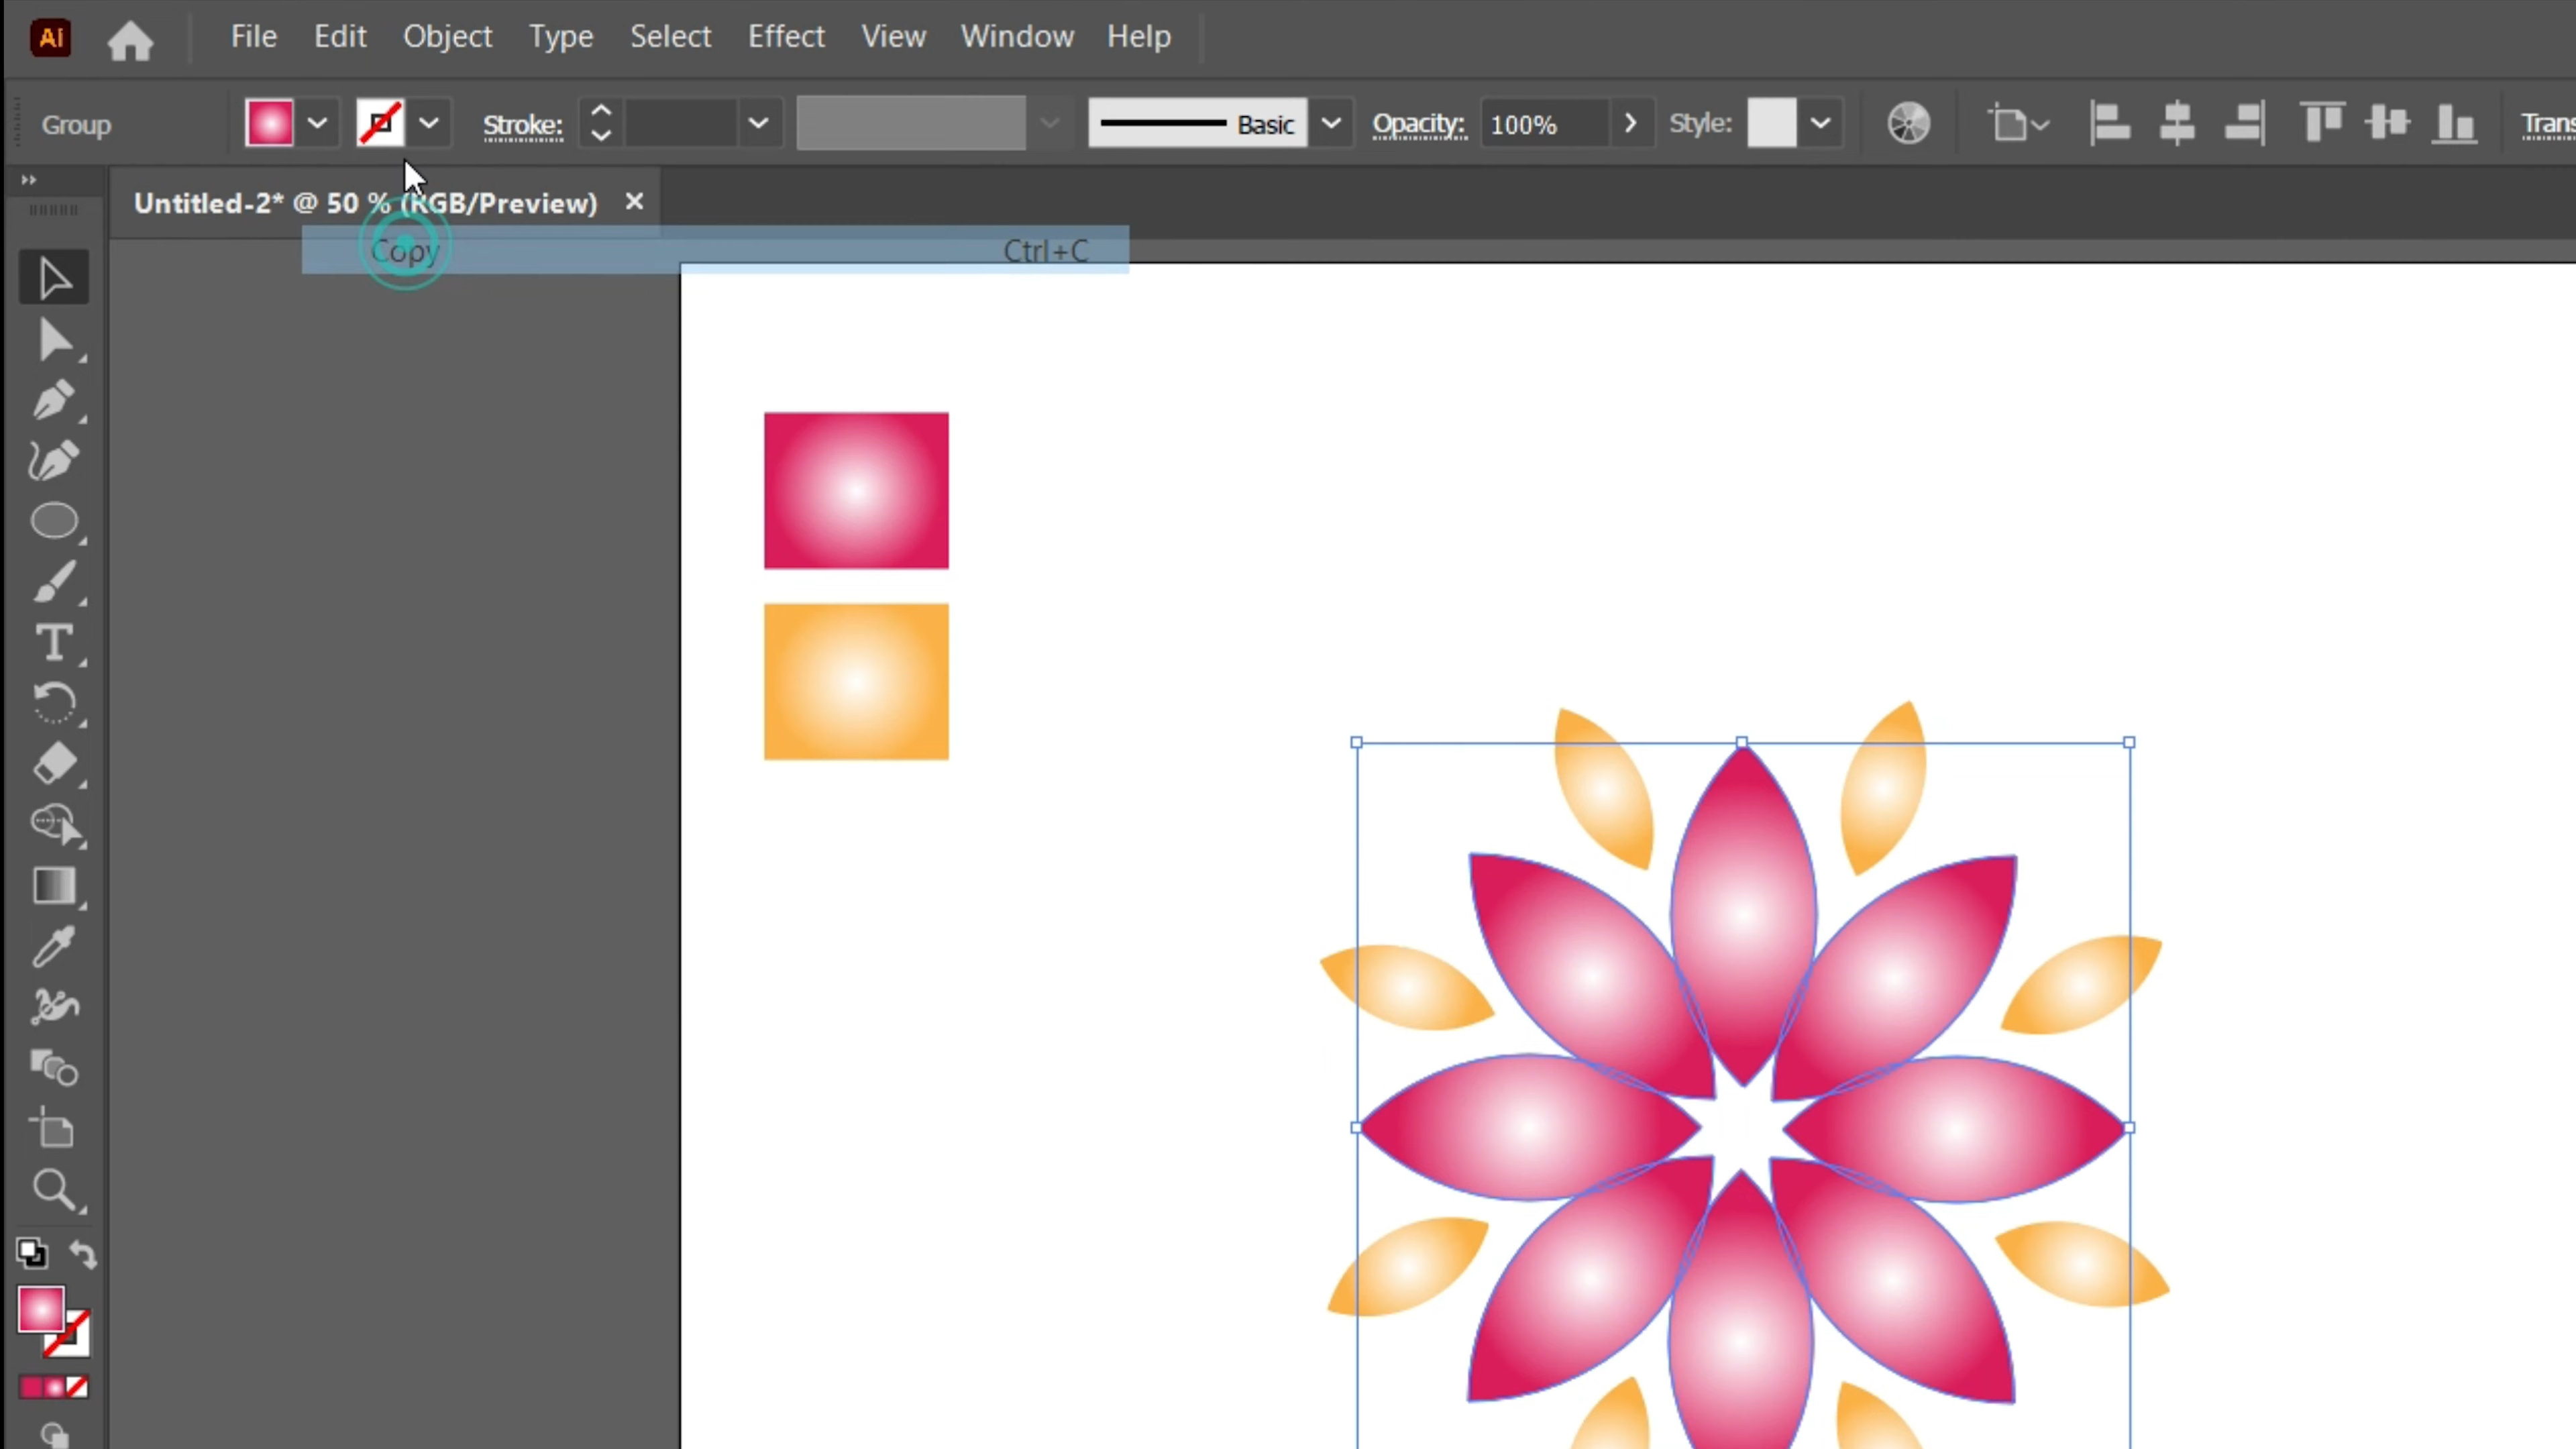 Ai File Edit Object Type Select Effect View Window Help
Group Stroke: Basic Opacity: 100% Style:
Untitled-2* @ 50 % (RGB/Preview) ×
Copy Ctrl+C
T